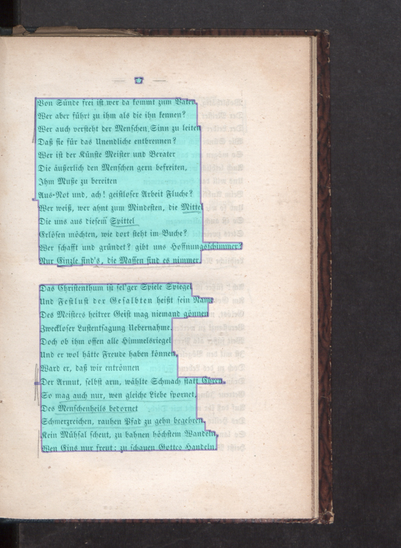 Von Sünde frei ist wer da kommt zum Vater,
Wer aber führt zu ihm als die ihn kennen?
Wer auch versteht der Menschen Sinn zu leiten
Daß sie für das Unendliche entbrennen?
Wer ist der Künste Meister und Berater
Die äußerlich den Menschen gern befreiten,
Ihm Muße zu bereiten
Aus Not und, ach! geistloser Arbeit Fluche?
Wer weiß, wer ahnt zum Mindesten, die Mittel
Die uns aus diesem Spittel
Erlösen möchten, wie dort steht im Buche?
Wer schafft und gründet? gibt uns Hoffnungsschimmer?
Nur Einzle sind's, die Massen sind es nimmer.
Das Christenthum ist sel'ger Spiele Spiegel
Und Festlust der Gesalbten heißt sein Name
Des Meisters heitrer Geist mag niemand gönnen
Zweckloser Lustentsagung Uebernahme.
Doch ob ihm offen alle Himmelsriegel
Und er wol hätte Freude haben können,
Ward er, daß wir entrönnen
Der Armut, selbst arm, wählte Schmach statt
So mag auch nur, wen gleiche Liebe spornet,
Des Menschenheils bedornet
Schmerzreichen, rauhen Pfad zu gehn begehren,
Kein Mühsal scheut, zu bahnen höchstem Wandeln,
Wen Eins nur freut: zu schauen Gottes Handeln.